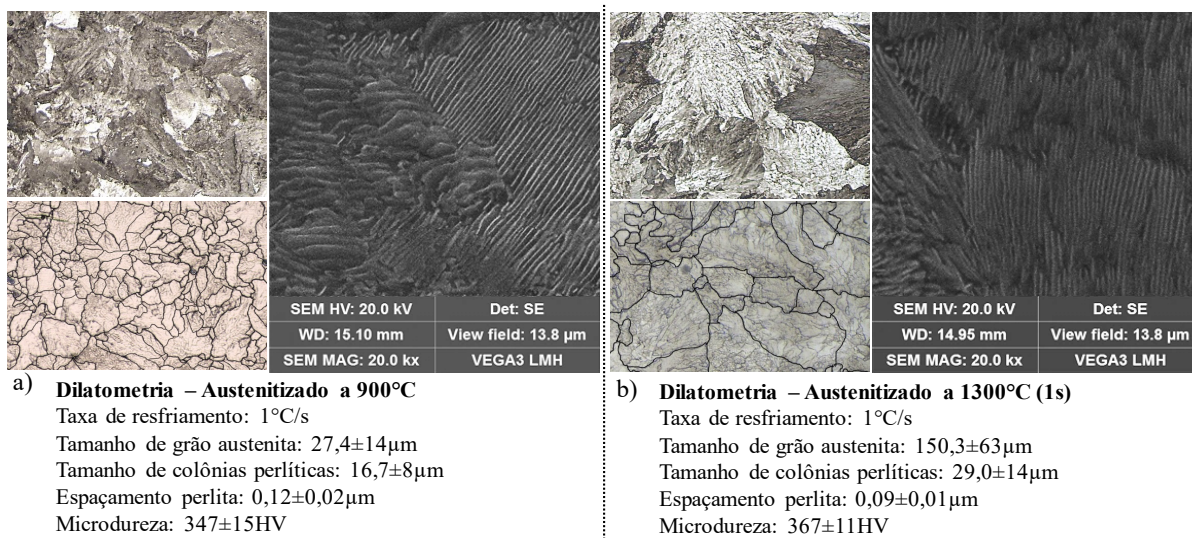 SEM HV: 20.0 kV Det: SE
WD: 15.10 mm View field: 13.8 µm
SEM MAG: 20.0 kx VEGA3 LMH
a) Dilatometria – Austenitizado a 900°C
Taxa de resfriamento: 1°C/s
Tamanho de grão austenita: 27,4±14µm
Tamanho de colônias perlíticas: 16,7±8µm
Espaçamento perlita: 0,12±0,02µm
Microdureza: 347±15HV
SEM HV: 20.0 kV Det: SE
WD: 14.95 mm View field: 13.8 µm
SEM MAG: 20.0 kx VEGA3 LMH
b) Dilatometria – Austenitizado a 1300°C (1s)
Taxa de resfriamento: 1°C/s
Tamanho de grão austenita: 150,3±63µm
Tamanho de colônias perlíticas: 29,0±14µm
Espaçamento perlita: 0,09±0,01µm
Microdureza: 367±11HV